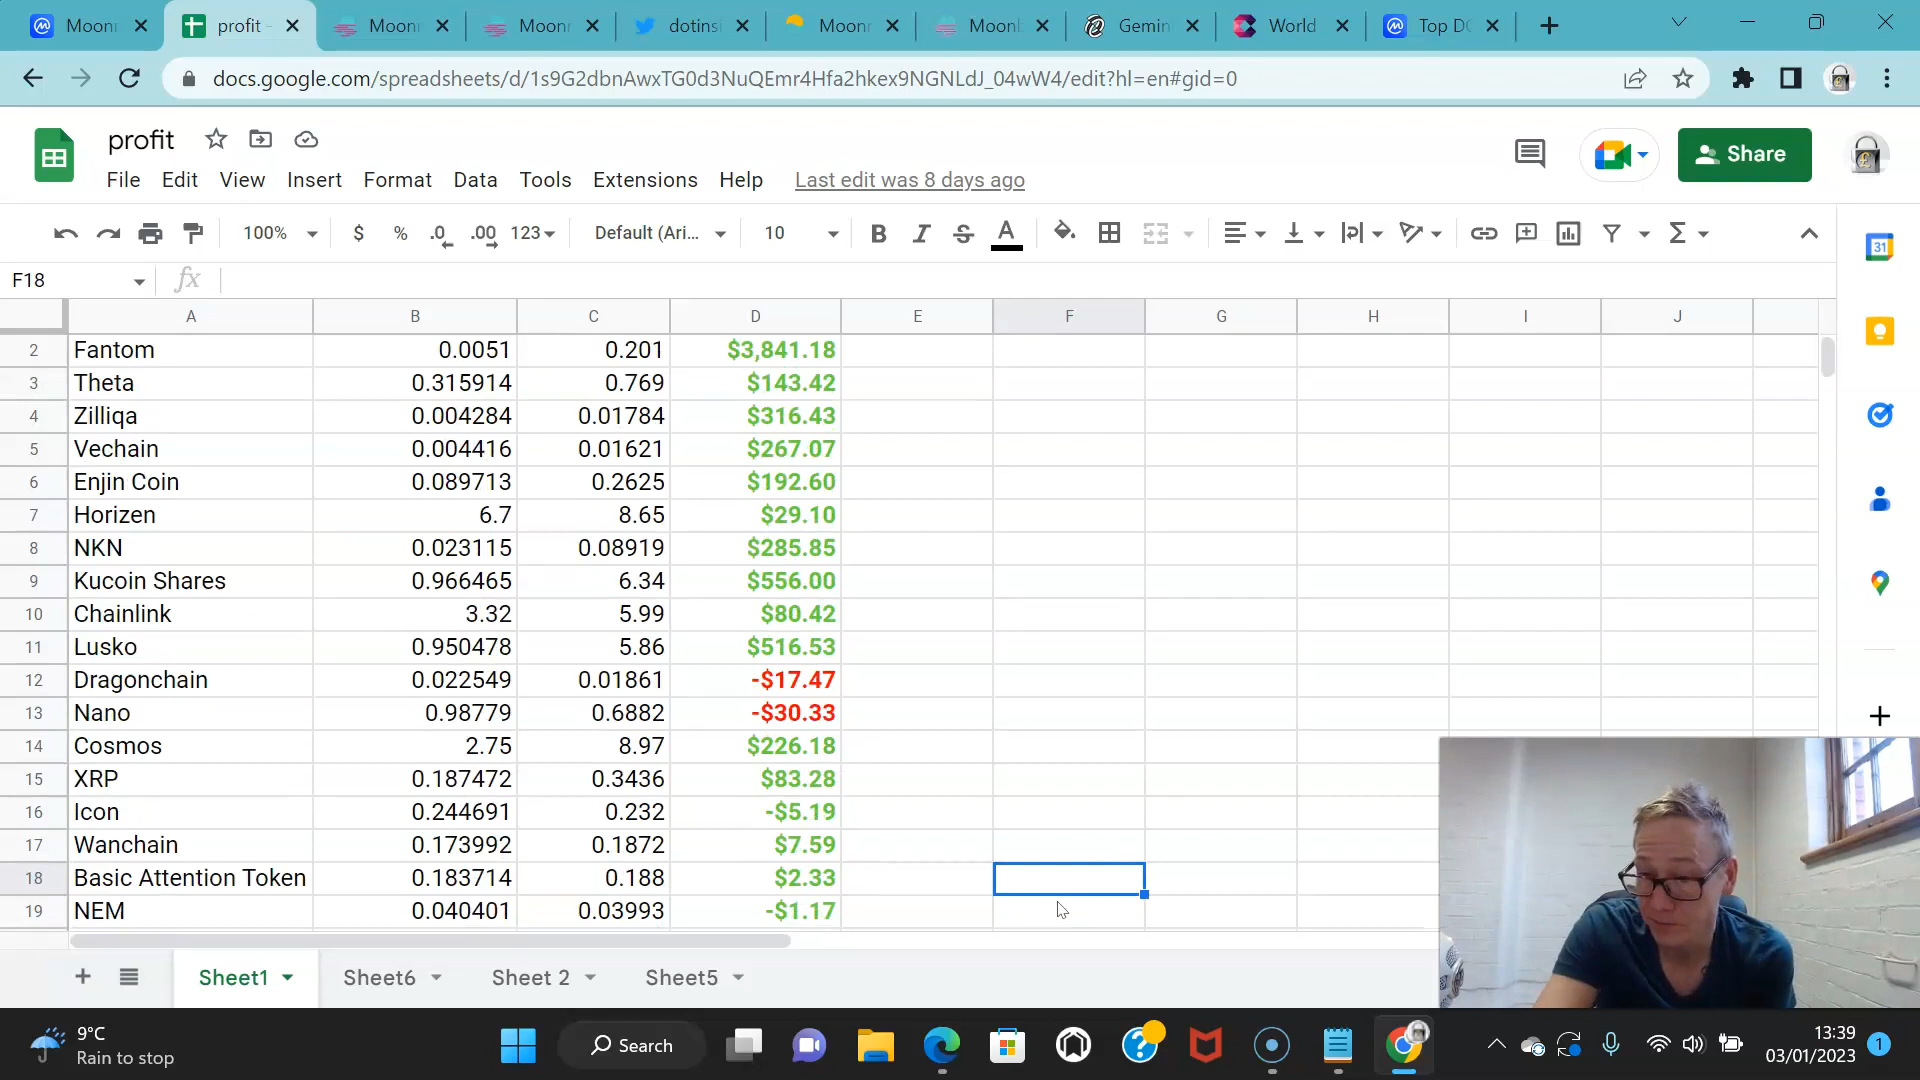 Moonr
profit -
Moonr
Moonr
dotinsi
Moonr
Moonb
Gemin
World
Top DO
docs.google.com/spreadsheets/d/1s9G2dbnAwxTG0d3NuQEmr4Hfa2hkex9NGNLdJ_04wW4/edit?hl=en#gid=0
profit
Share
File Edit View Insert Format Data Tools Extensions Help Last edit was 8 days ago
100% $ % .0 .00 123 Default (Ari... 10 B I S A
31
F18 fx
A B C D E F G H I J
2 Fantom 0.0051 0.201 $3,841.18
3 Theta 0.315914 0.769 $143.42
4 Zilliqa 0.004284 0.01784 $316.43
5 Vechain 0.004416 0.01621 $267.07
6 Enjin Coin 0.089713 0.2625 $192.60
7 Horizen 6.7 8.65 $29.10
8 NKN 0.023115 0.08919 $285.85
9 Kucoin Shares 0.966465 6.34 $556.00
10 Chainlink 3.32 5.99 $80.42
11 Lusko 0.950478 5.86 $516.53
12 Dragonchain 0.022549 0.01861 -$17.47
13 Nano 0.98779 0.6882 -$30.33
14 Cosmos 2.75 8.97 $226.18
15 XRP 0.187472 0.3436 $83.28
16 Icon 0.244691 0.232 -$5.19
17 Wanchain 0.173992 0.1872 $7.59
18 Basic Attention Token 0.183714 0.188 $2.33
19 NEM 0.040401 0.03993 -$1.17
Sheet1 Sheet6 Sheet 2 Sheet5
9°C
Rain to stop
Search
13:39
03/01/2023
1